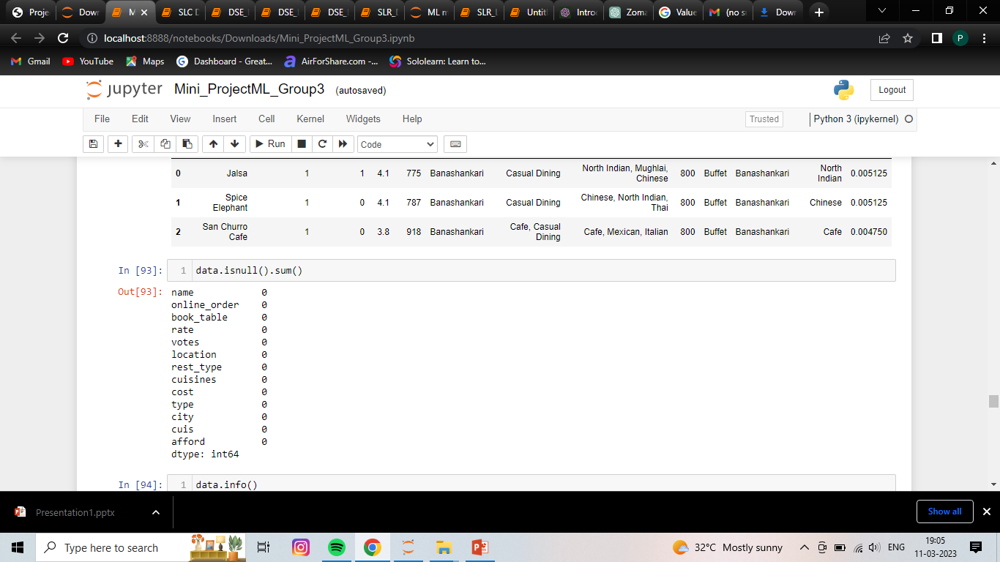 Proje Down M SLC D DSE_ DSE_ DSE_ SLR_ ML m SLR_ Untit Intro Zoma Value (no s Down
localhost:8888/notebooks/Downloads/Mini_ProjectML_Group3.ipynb P
Gmail YouTube Maps Dashboard - Great... AirForShare.com -... Sololearn: Learn to...
jupyter Mini_ProjectML_Group3 (autosaved) Logout
File Edit View Insert Cell Kernel Widgets Help Trusted Python 3 (ipykernel)
Run Code
0 Jalsa 1 1 4.1 775 Banashankari Casual Dining North Indian, Mughlai, Chinese 800 Buffet Banashankari North Indian 0.005125
1 Spice Elephant 1 0 4.1 787 Banashankari Casual Dining Chinese, North Indian, Thai 800 Buffet Banashankari Chinese 0.005125
2 San Churro Cafe 1 0 3.8 918 Banashankari Cafe, Casual Dining Cafe, Mexican, Italian 800 Buffet Banashankari Cafe 0.004750
In [93]: 1 data.isnull().sum()
Out[93]: name 0
online_order 0
book_table 0
rate 0
votes 0
location 0
rest_type 0
cuisines 0
cost 0
type 0
city 0
cuis 0
afford 0
dtype: int64
In [94]: 1 data.info()
Presentation1.pptx Show all
Type here to search 32°C Mostly sunny ENG 19:05
11-03-2023